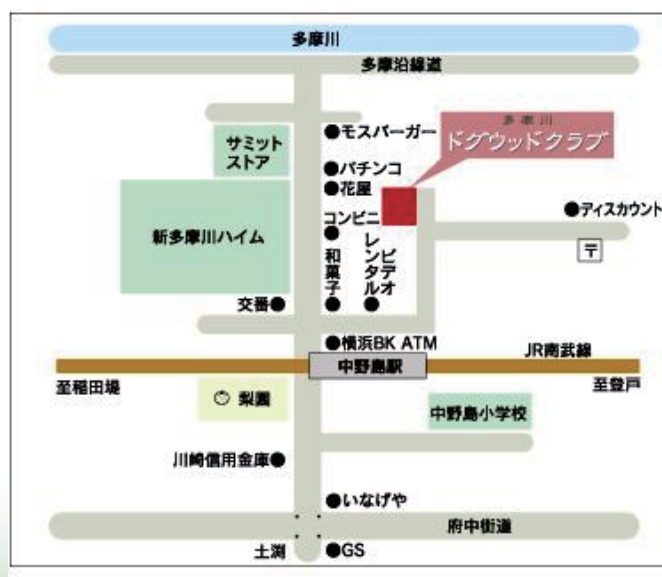 多摩川
多摩沿線道
多摩川
ドグウッドクラブ
モスバーガー
サミット
ストア
パチンコ
花屋
コンビニ
ディスカウント
〒
新多摩川ハイム
和菓子
レンタル
ビデオ
交番
横浜BK ATM
JR南武線
中野島駅
至稲田堤
至登戸
梨園
中野島小学校
川崎信用金庫
いなげや
府中街道
土渕
GS